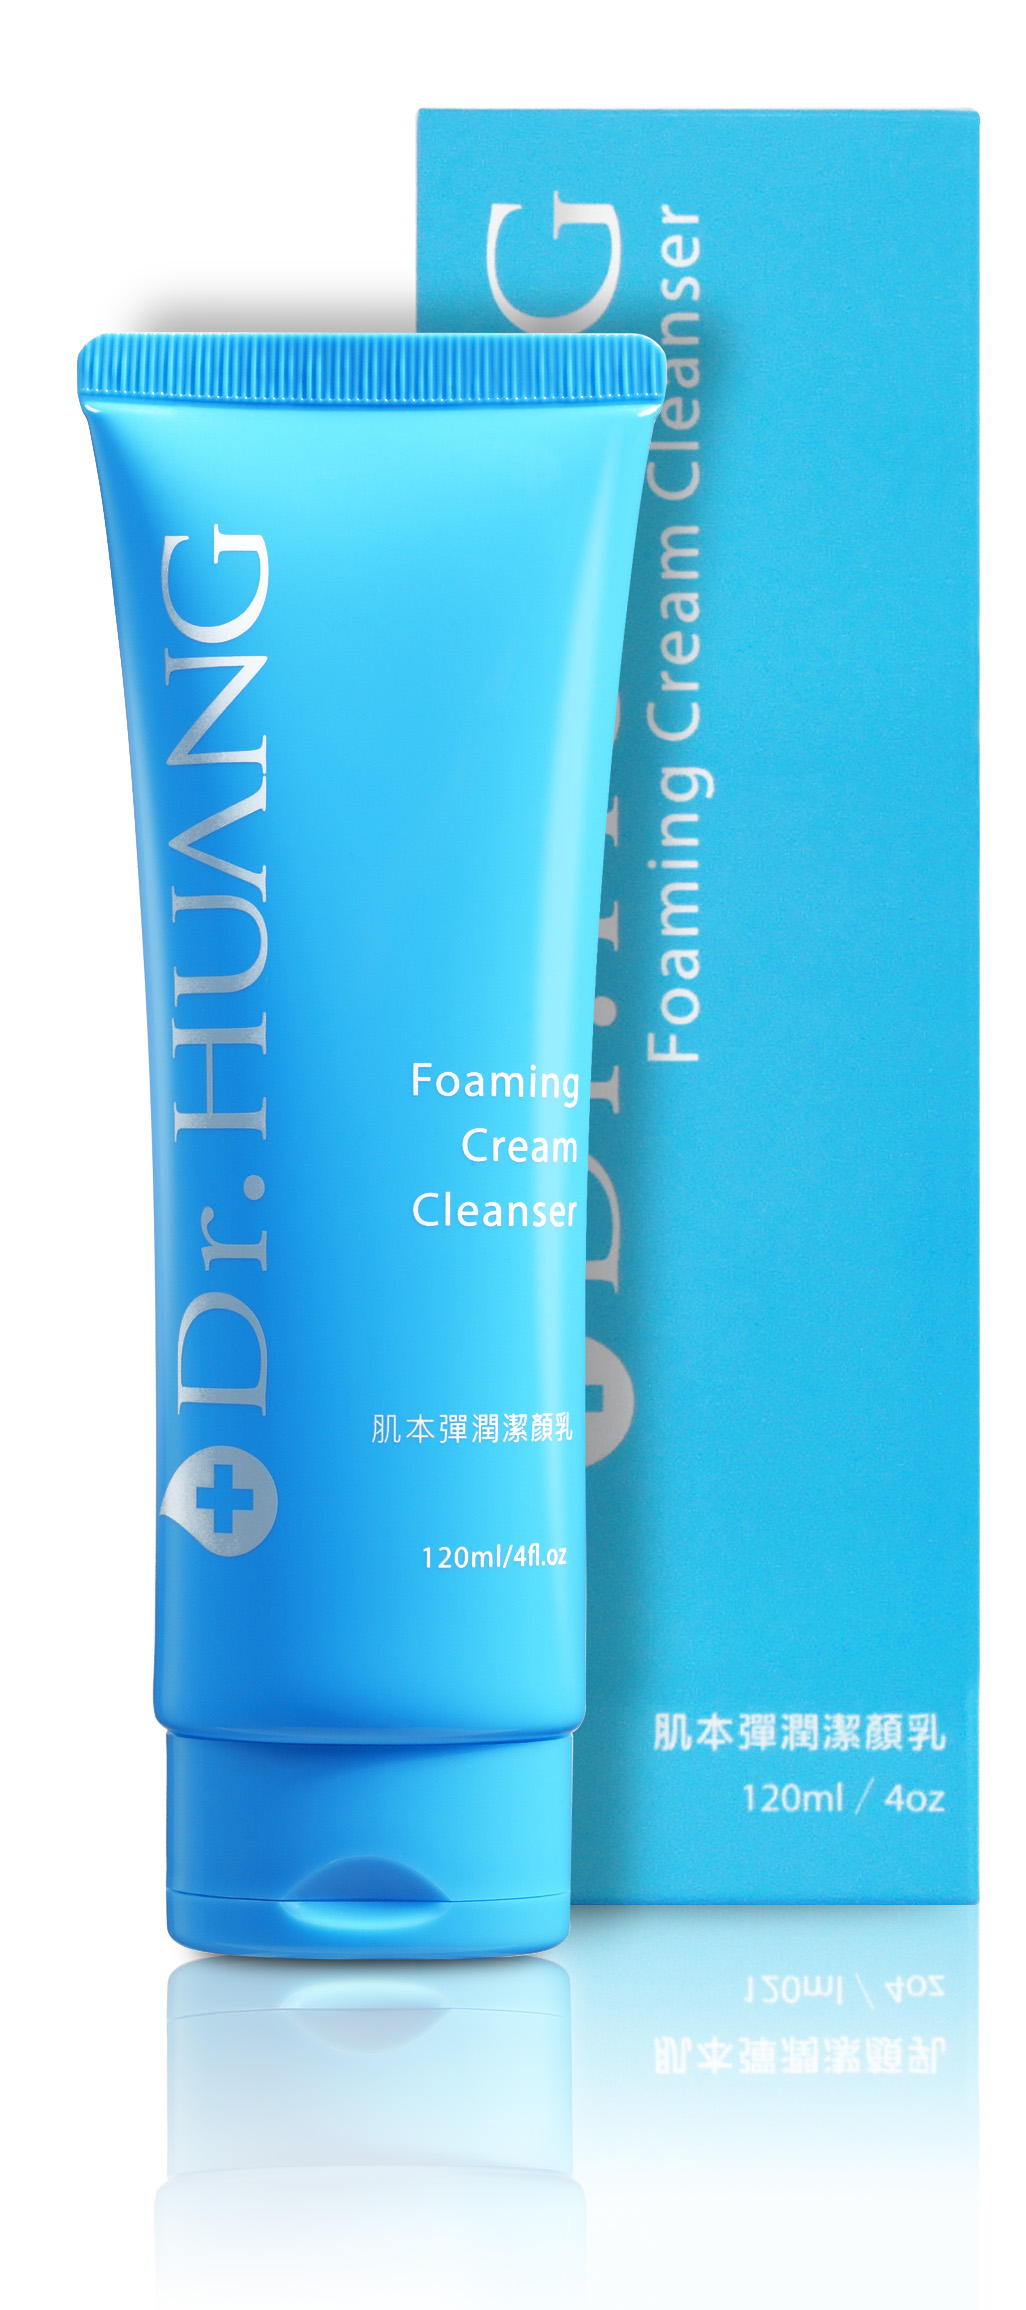 Dr.HUANG
Foaming
Cream
Cleanser
肌本彈潤潔顏乳
120ml/4fl.oz
Foaming Cream Cleanser
肌本彈潤潔顏乳
120ml / 4oz